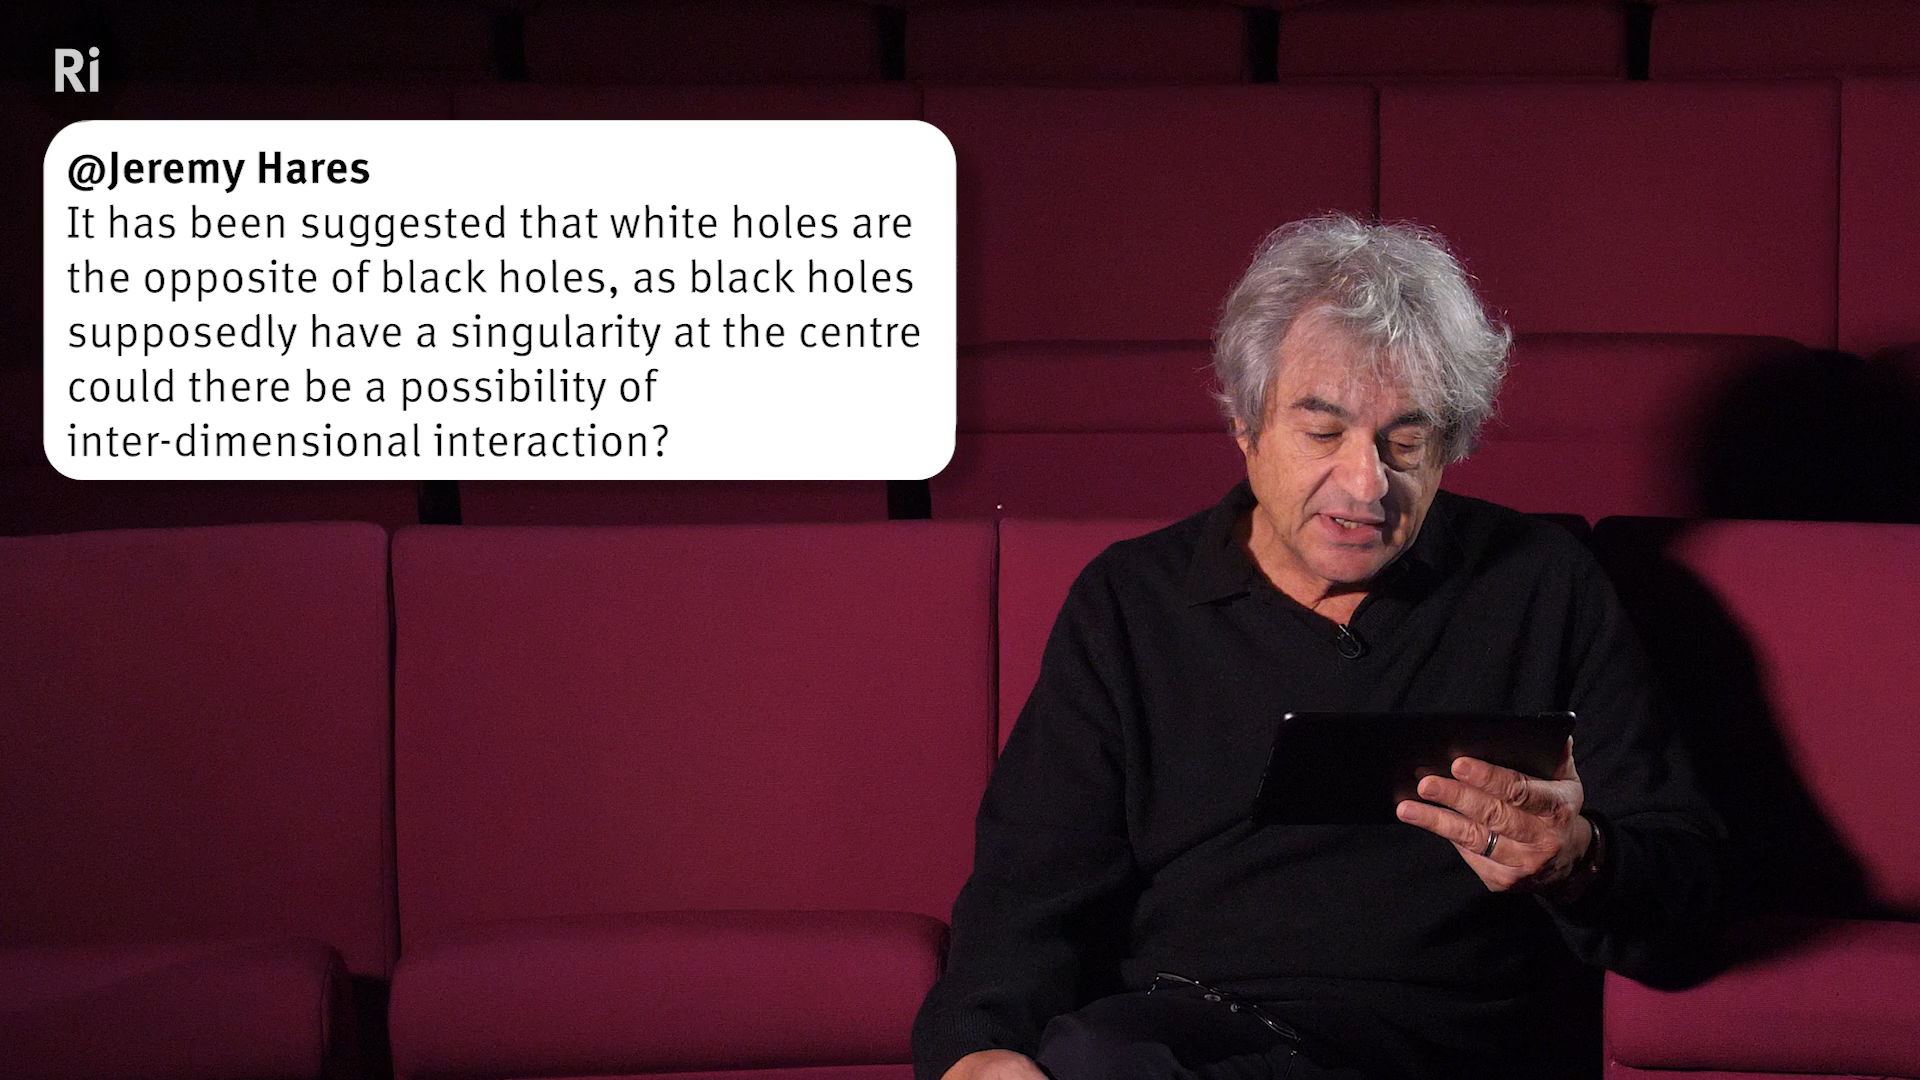 Ri
@Jeremy Hares
It has been suggested that white holes are
the opposite of black holes, as black holes
supposedly have a singularity at the centre
could there be a possibility of
inter-dimensional interaction?